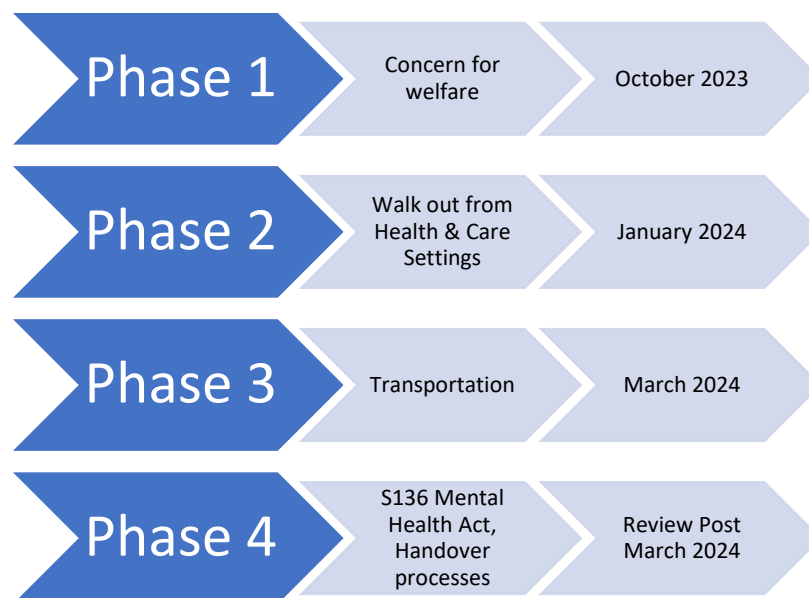 Phase 1
Concern for
welfare
October 2023
Phase 2
Walk out from
Health & Care
Settings
January 2024
Phase 3
Transportation
March 2024
Phase 4
S136 Mental
Health Act,
Handover
processes
Review Post
March 2024